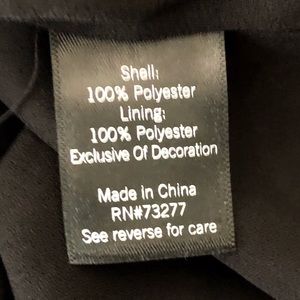 Shell:
100% Polyester
Lining:
100% Polyester
Exclusive Of Decoration
Made in China
RN#73277
See reverse for care